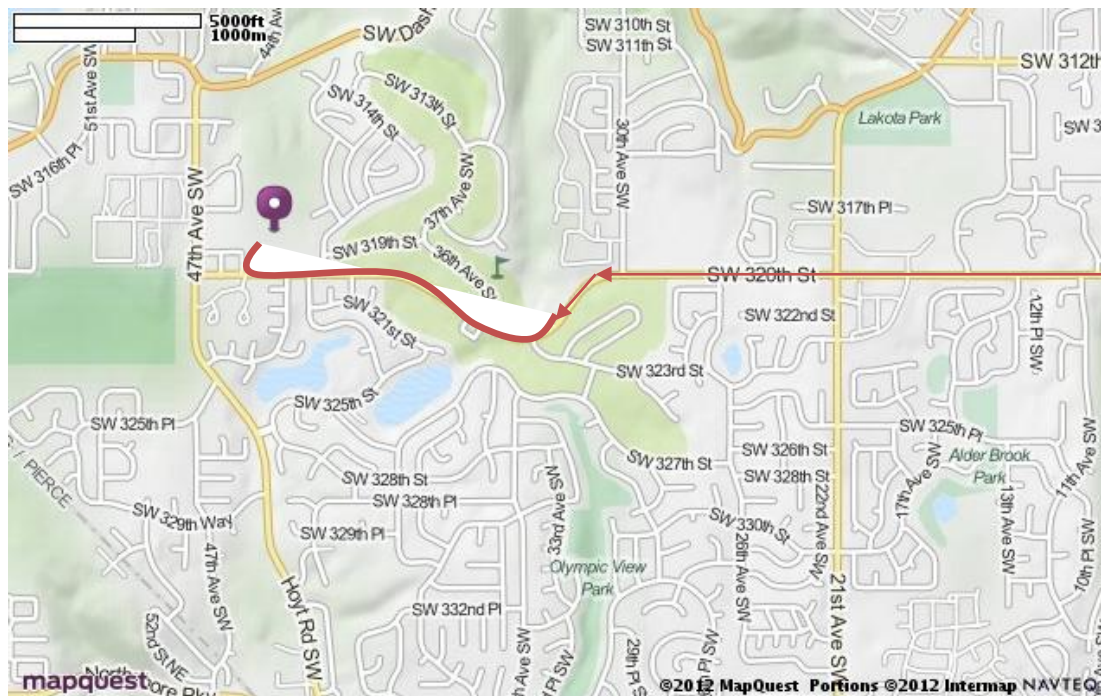 5000ft
1000m
44th Av
SW Dash
SW 310th St
SW 311th St
SW 312th
51st Ave SW
SW 313th St
SW 314th St
Lakota Park
SW 3
30th Ave SW
SW 316th Pl
47th Ave SW
37th Ave SW
SW 317th Pl
SW 319th St
36th Ave S
SW 320th St
SW 321st St
SW 322nd St
12th Pl SW
SW 323rd St
SW 325th St
SW 325th Pl
SW 325th Pl
SW 326th St
SW 327th St
Alder Brook
Park
11th Ave SW
17th Ave SW
SW 328th St
SW 328th St
SW 328th Pl
13th Ave SW
/ PIERCE
SW 329th Way
SW 329th Pl
33rd Ave SW
SW 330th St
22nd Ave SW
26th Ave SW
47th Ave SW
Olympic View
Park
10th Pl SW
Hoyt Rd SW
SW 332nd Pl
21st Ave SW
52nd St NE
SW 332nd Ave SW
29th Pl S
Pl SW
mapquest
©2012 MapQuest Portions ©2012 Intermap NAVTEQ